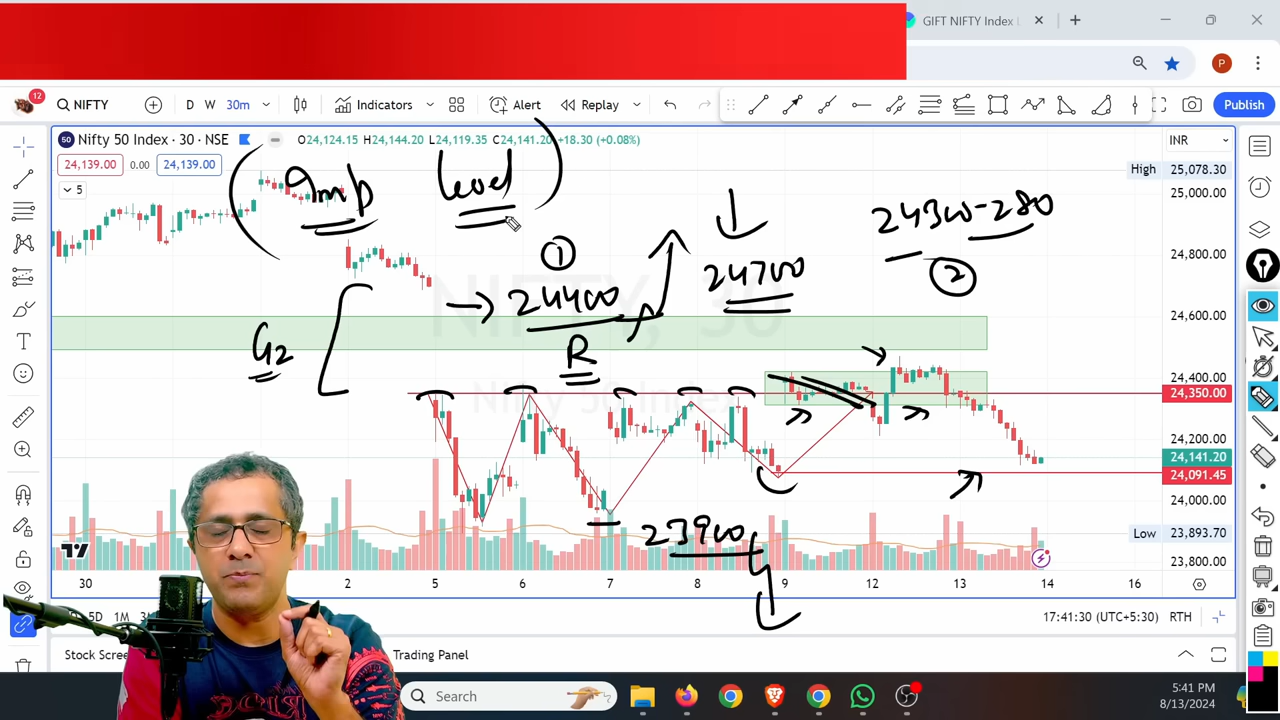 GIFT NIFTY Index
P
12
NIFTY
D W 30m
Indicators
Alert
Replay
Publish
Nifty 50 Index · 30 · NSE
O24,124.15 H24,144.20 L24,119.35 C24,141.20 +18.30 (+0.08%)
INR
24,139.00 0.00 24,139.00
5
High 25,078.30
25,000.00
24,800.00
24,600.00
24,400.00
24,350.00
24,200.00
24,141.20
24,091.45
24,000.00
Low 23,893.70
23,800.00
Imp level
①
24400
R
24700
24300-280
②
G2
23900
NIFTY, 30
Nifty 50 Index
30 2 5 6 7 8 9 12 13 14 16
5D 1M
17:41:30 (UTC+5:30) RTH
Stock Scree
Trading Panel
Search
5:41 PM
8/13/2024